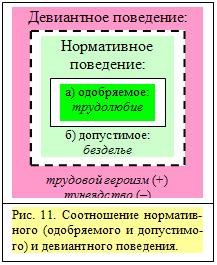 Девиантное поведение:
Нормативное
поведение:
а) одобряемое:
трудолюбие
б) допустимое:
безделье
трудовой героизм (+)
тунеядство (–)
Рис. 11. Соотношение норматив-
ного (одобряемого и допустимо-
го) и девиантного поведения.